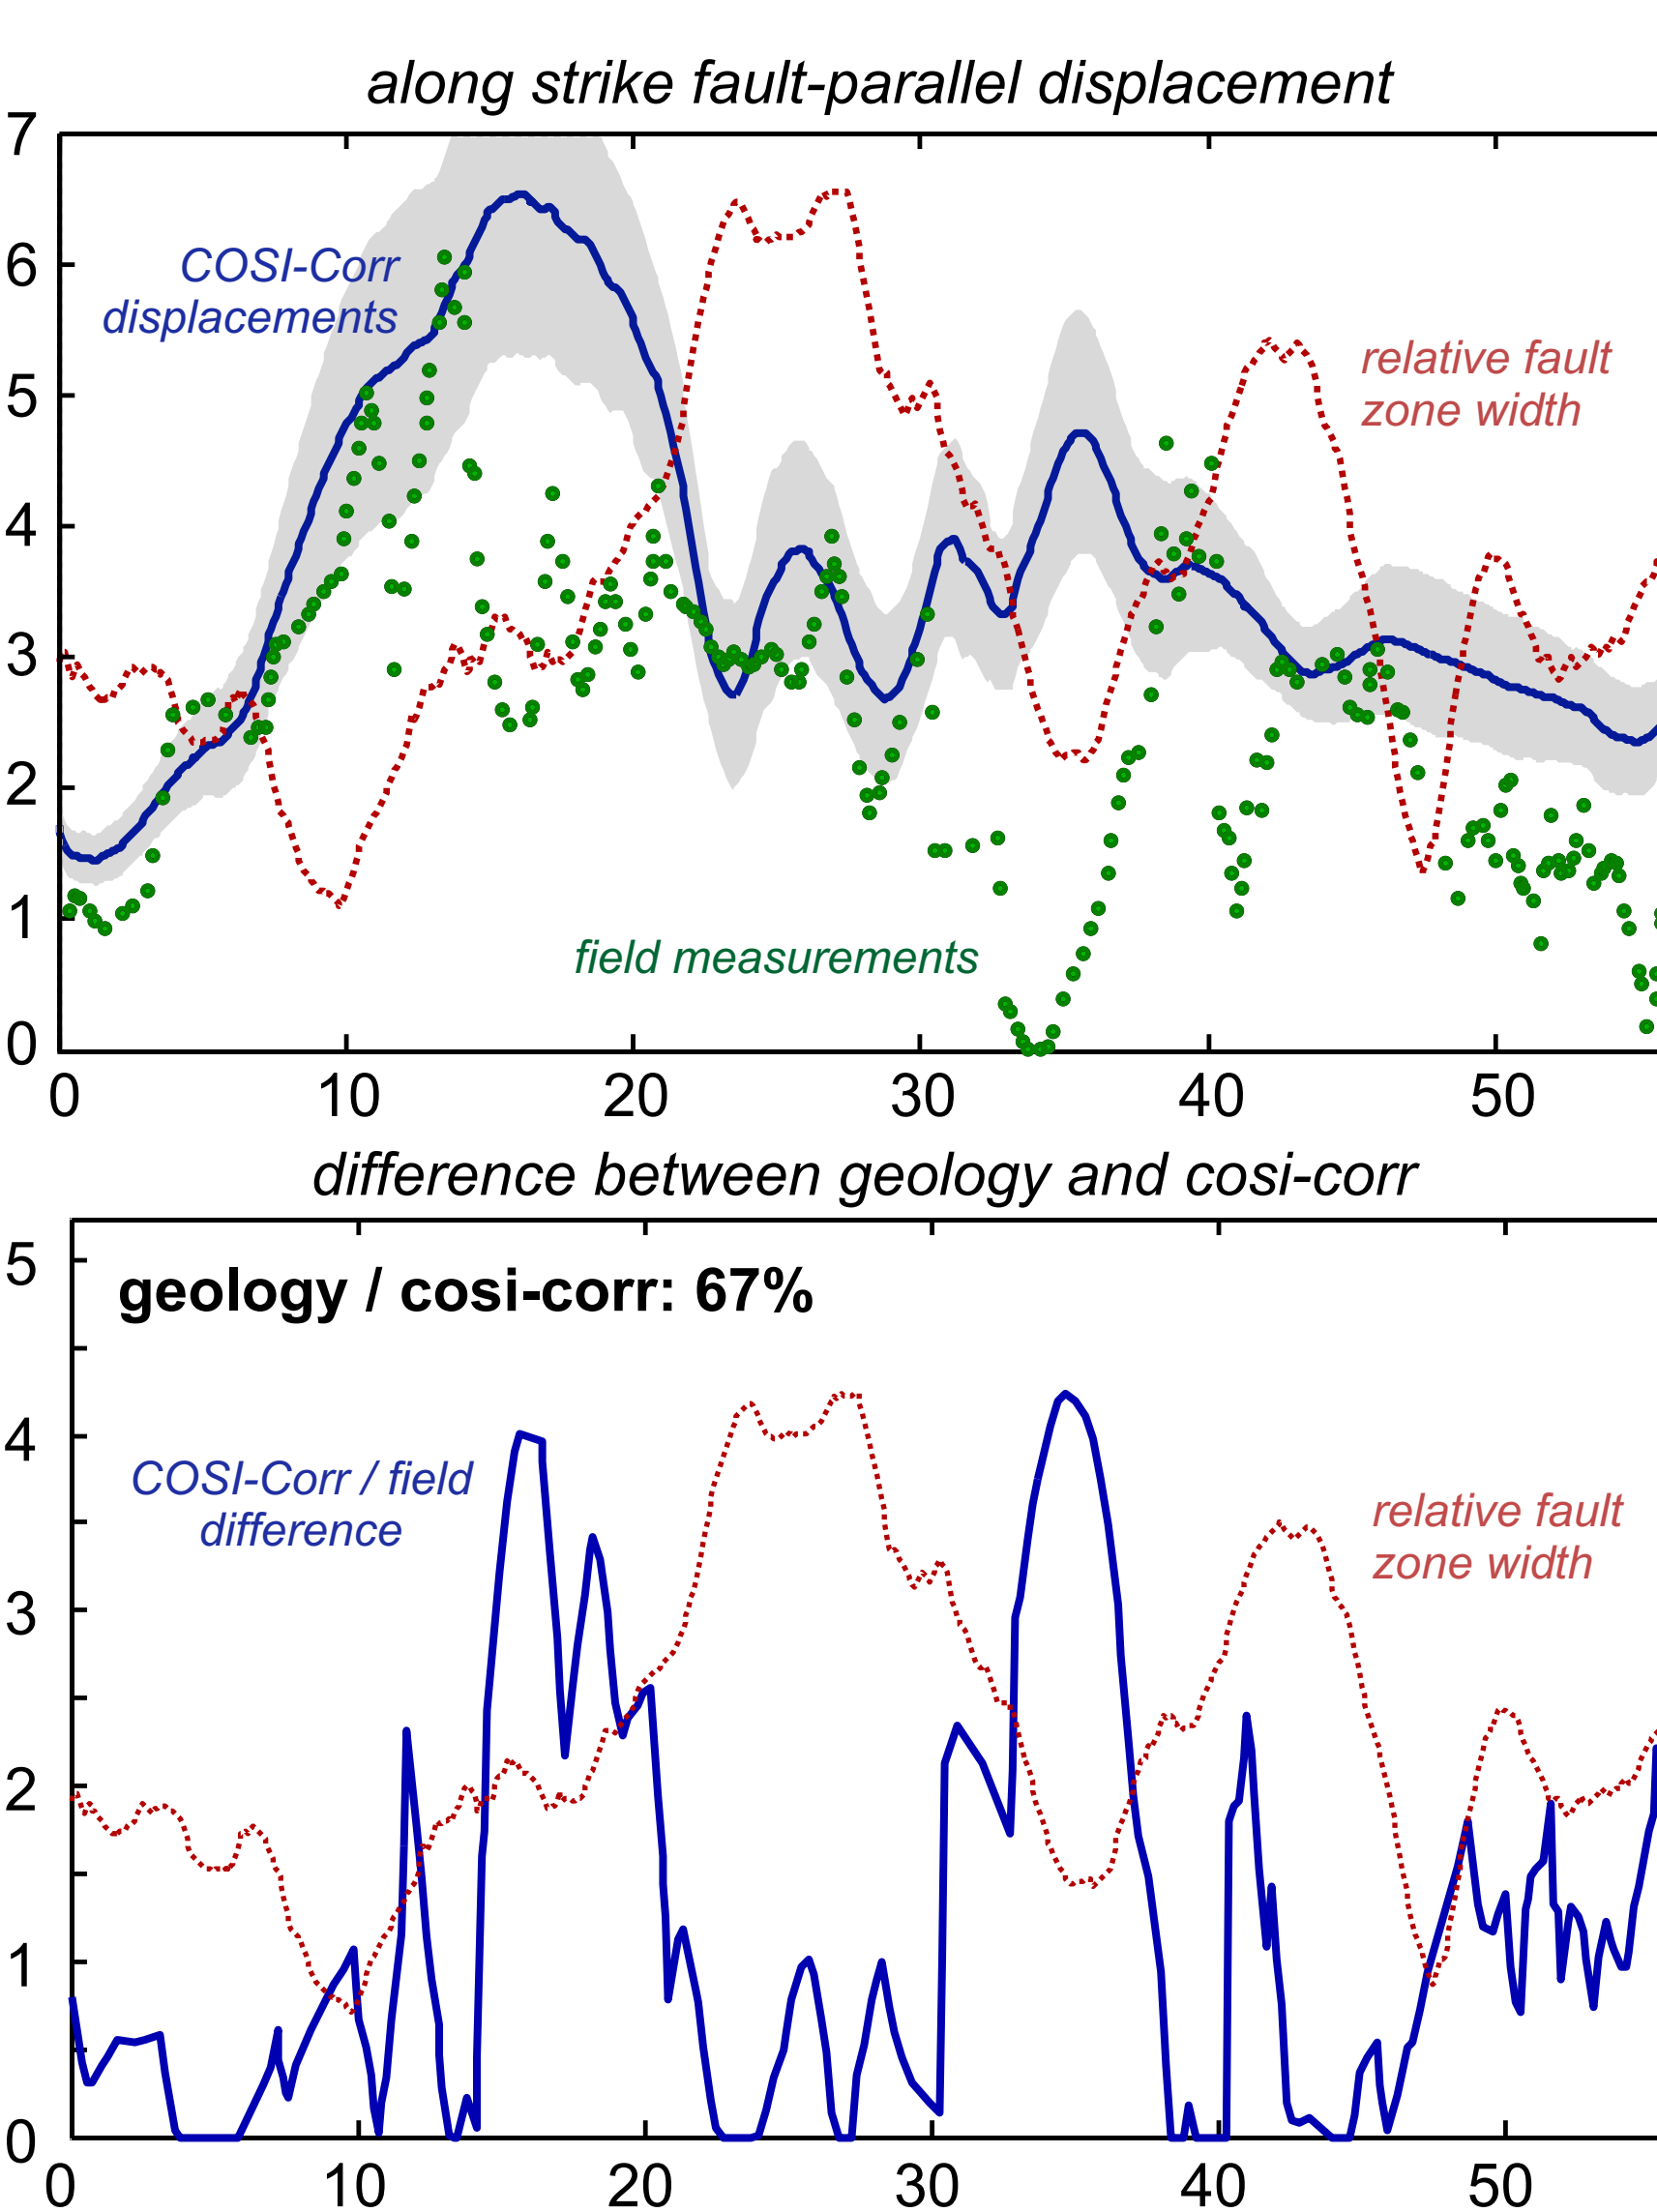 along strike fault-parallel displacement
7
6
5
4
3
2
1
0
COSI-Corr
displacements
relative fault
zone width
field measurements
0 10 20 30 40 50
difference between geology and cosi-corr
5
4
3
2
1
0
geology / cosi-corr: 67%
COSI-Corr / field
difference
relative fault
zone width
0 10 20 30 40 50